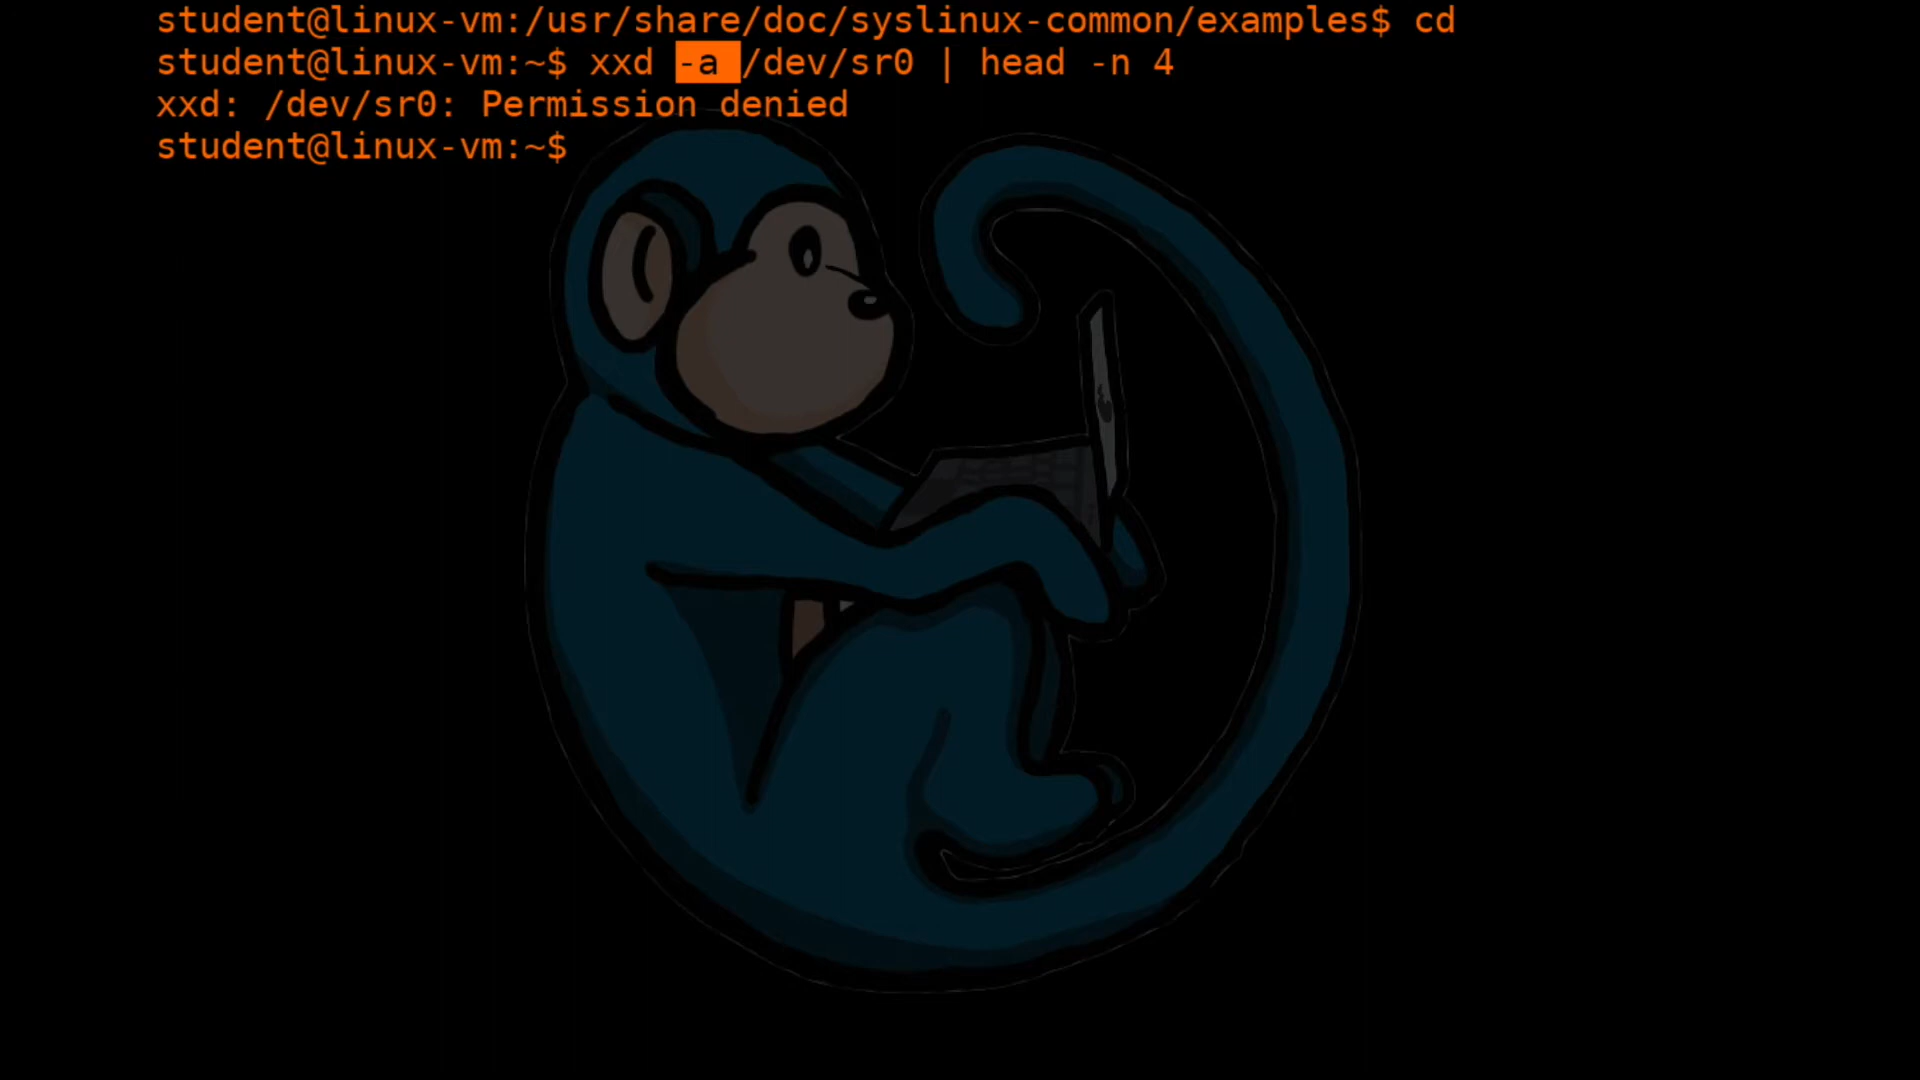 student@linux-vm:/usr/share/doc/syslinux-common/examples$ cd
student@linux-vm:~$ xxd -a /dev/sr0 | head -n 4
xxd: /dev/sr0: Permission denied
student@linux-vm:~$